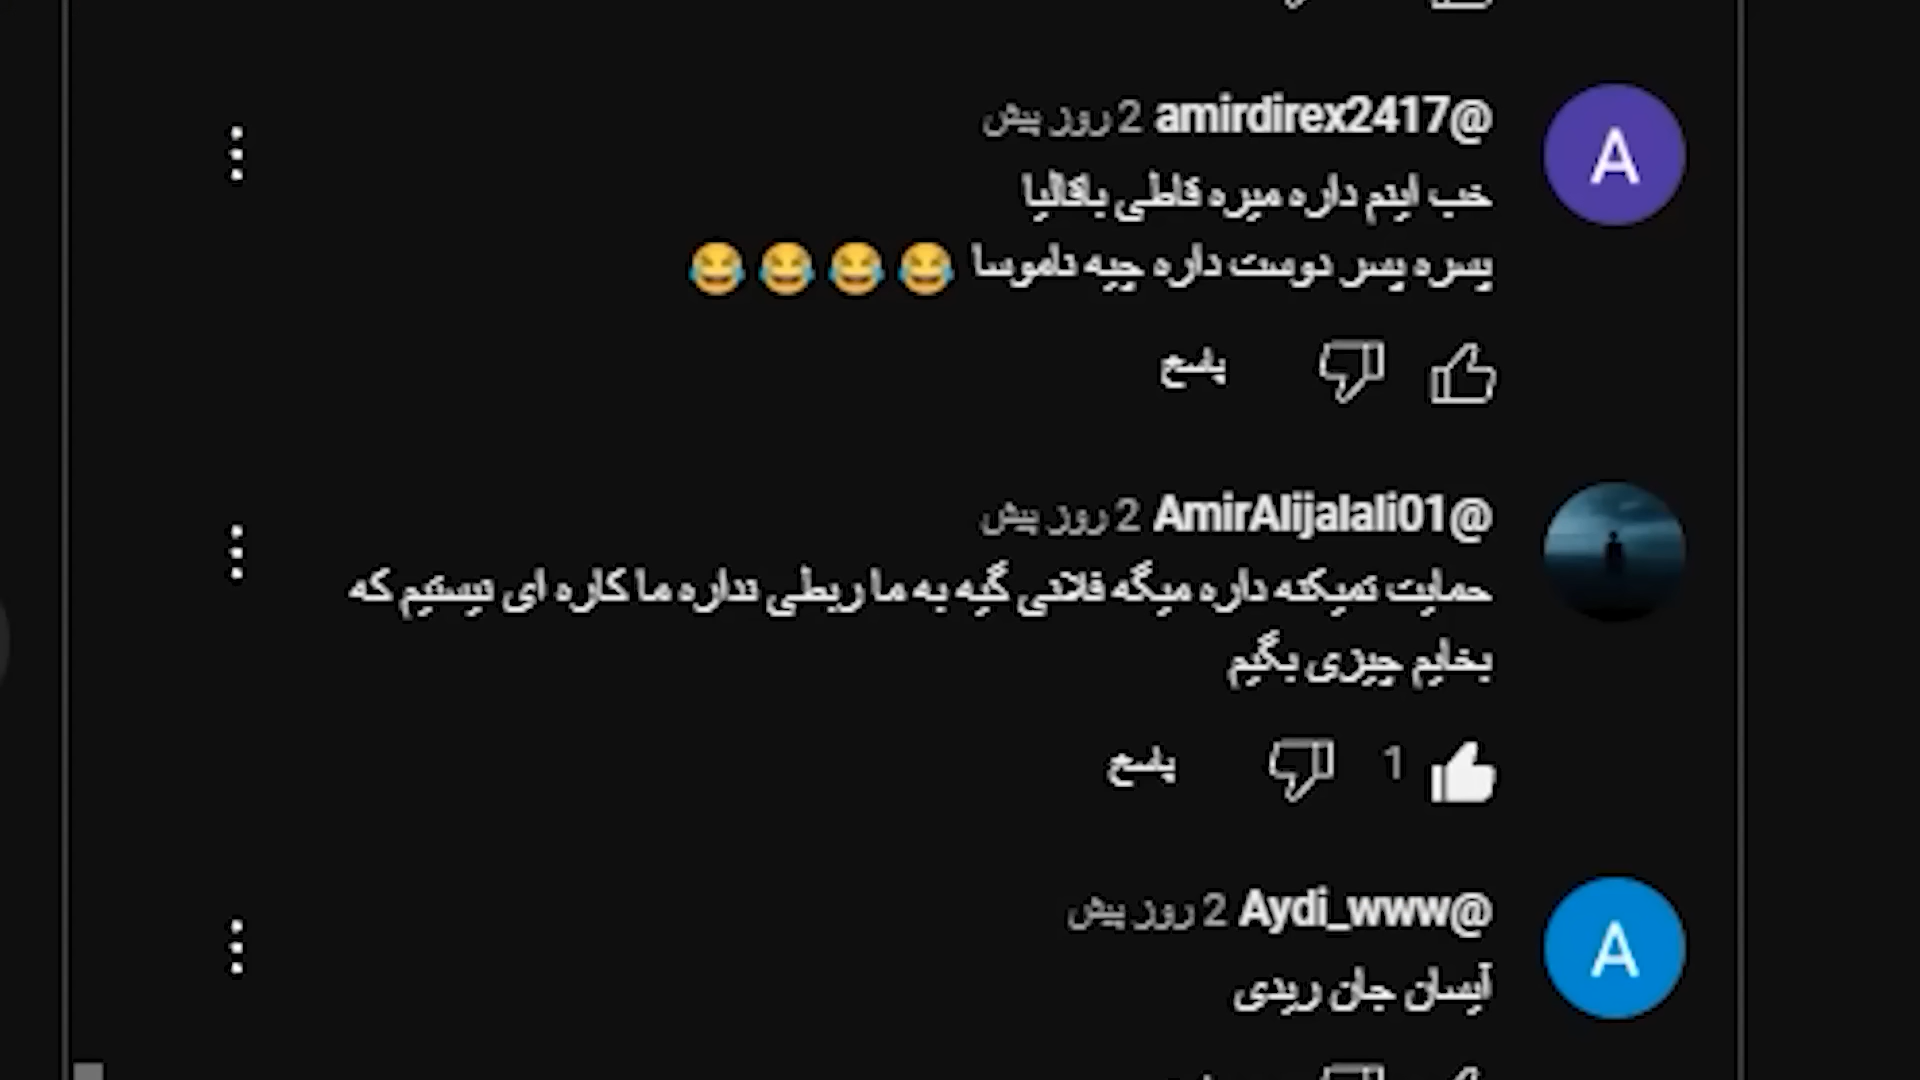 @amirdirex2417 2 روز پیش
خب اینم داره میره قاطی باقالیا
پسره پسر دوست داره چیه ناموسا 😂😂😂😂
پاسخ
@AmirAlijalali01 2 روز پیش
حمایت نمیکنه داره میگه فلانی گیه به ما ربطی نداره ما کاره ای نیستیم که
بخایم چیزی بگیم
1 پاسخ
@Aydi_www 2 روز پیش
آیسان جان ریدی